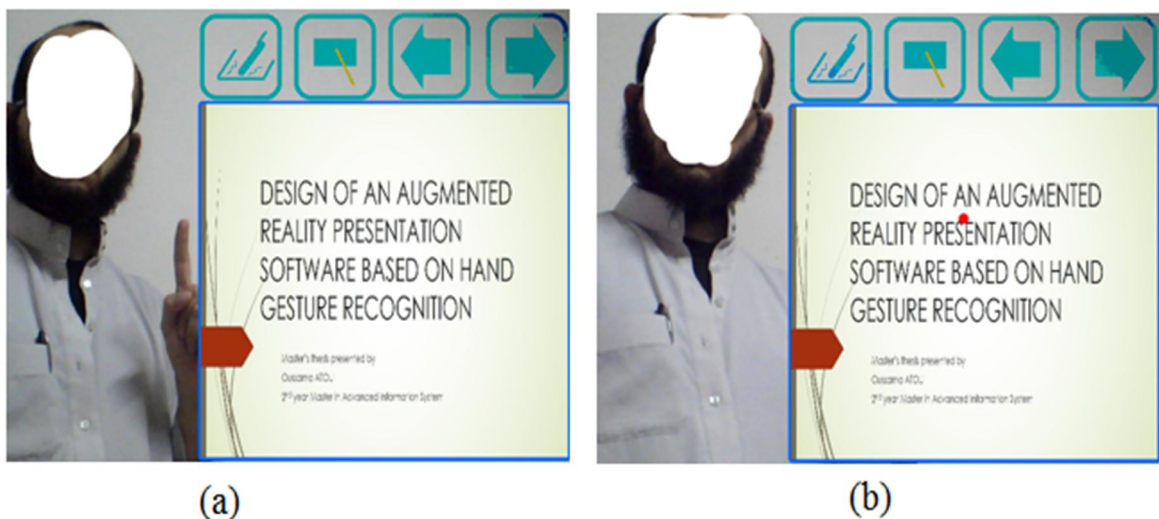 DESIGN OF AN AUGMENTED
REALITY PRESENTATION
SOFTWARE BASED ON HAND
GESTURE RECOGNITION
Master's thesis presented by
Oussama ATOU
2nd year Master in Advanced Information System
(a)
DESIGN OF AN AUGMENTED
REALITY PRESENTATION
SOFTWARE BASED ON HAND
GESTURE RECOGNITION
Master's thesis presented by
Oussama ATOU
2nd year Master in Advanced Information System
(b)